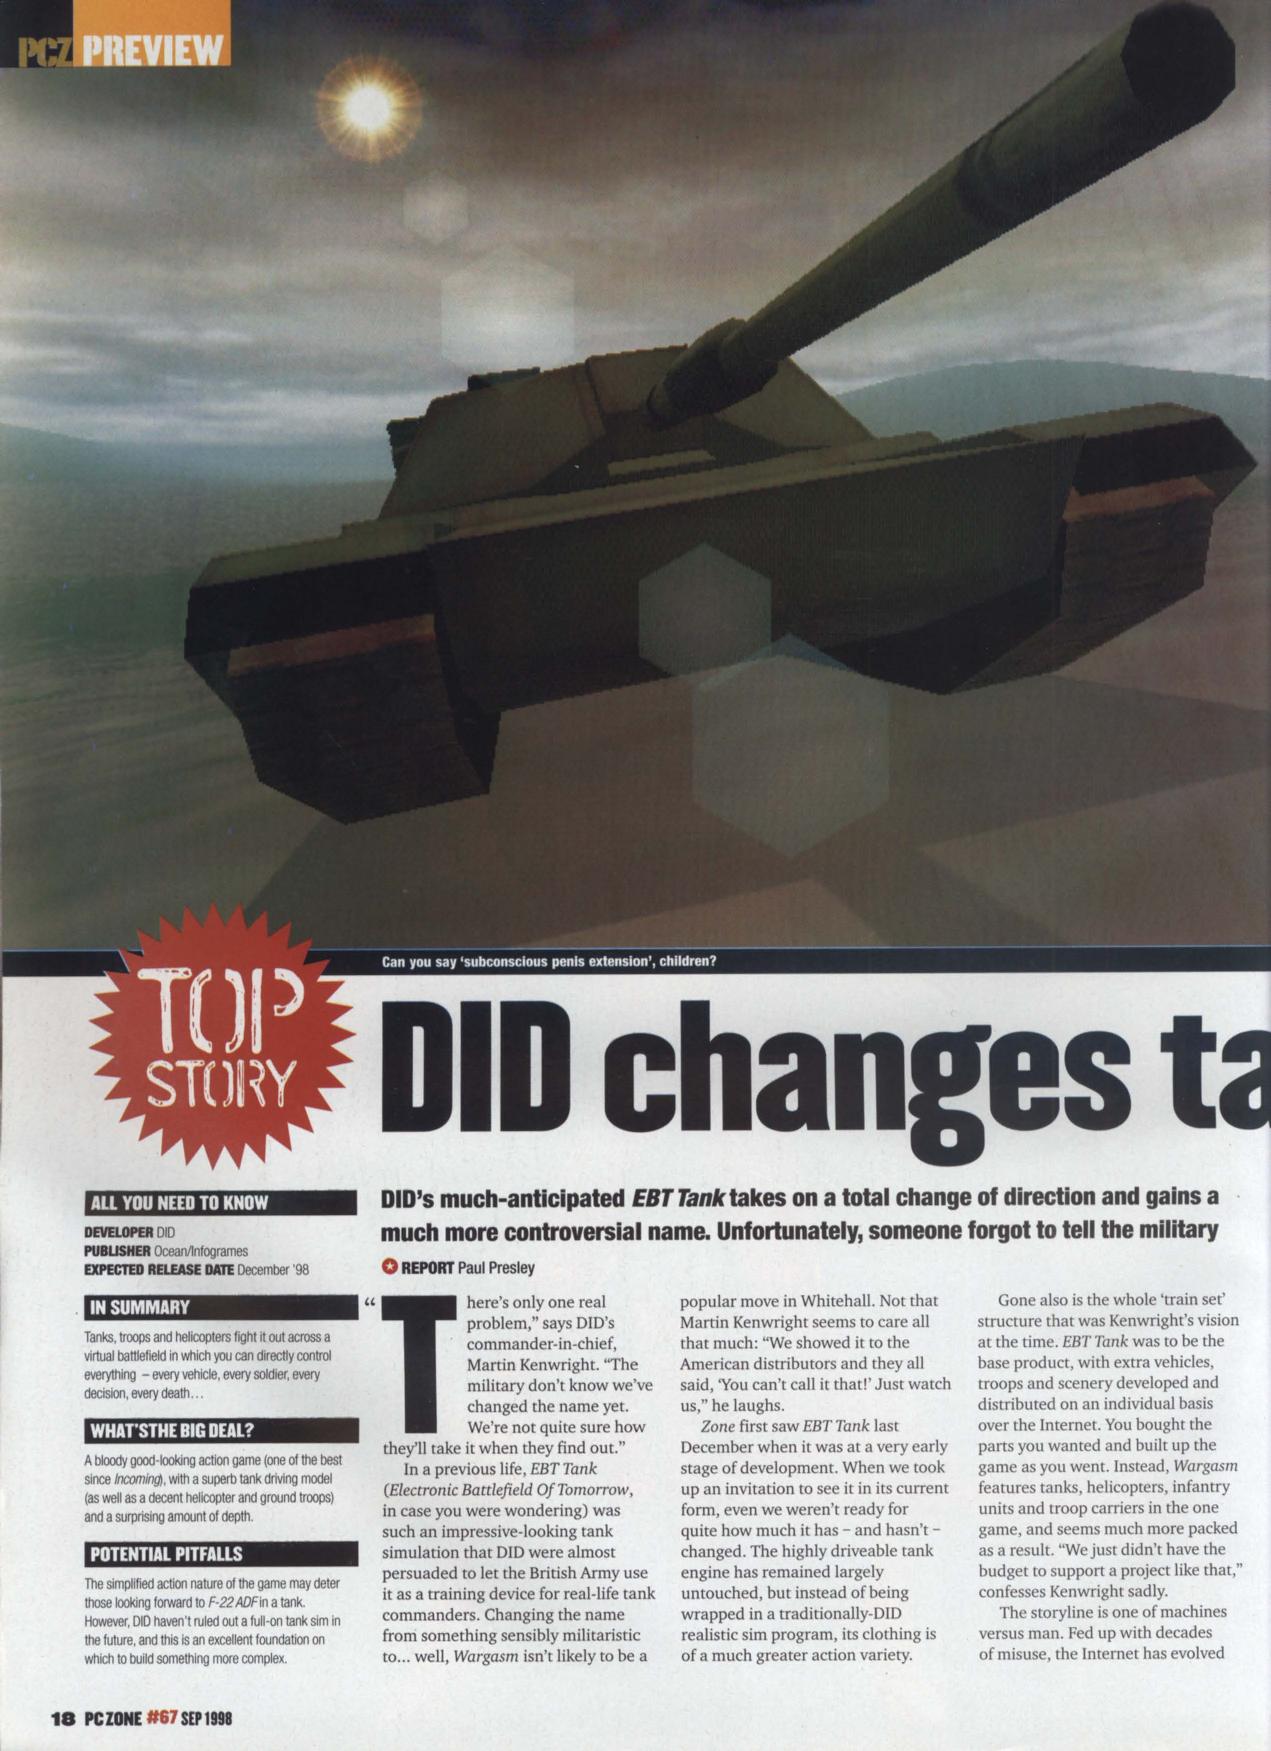 PCZ PREVIEW
Can you say ‘subconscious penis extension’, children?
TOP
STORY
DID changes ta
DID’s much-anticipated EBT Tank takes on a total change of direction and gains a
much more controversial name. Unfortunately, someone forgot to tell the military
REPORT Paul Presley
ALL YOU NEED TO KNOW
DEVELOPER DID
PUBLISHER Ocean/Infogrames
EXPECTED RELEASE DATE December ’98
IN SUMMARY
Tanks, troops and helicopters fight it out across a
virtual battlefield in which you can directly control
everything – every vehicle, every soldier, every
decision, every death…
WHAT’STHE BIG DEAL?
A bloody good-looking action game (one of the best
since Incoming), with a superb tank driving model
(as well as a decent helicopter and ground troops)
and a surprising amount of depth.
POTENTIAL PITFALLS
The simplified action nature of the game may deter
those looking forward to F-22 ADF in a tank.
However, DID haven’t ruled out a full-on tank sim in
the future, and this is an excellent foundation on
which to build something more complex.
“There’s only one real
problem,” says DID’s
commander-in-chief,
Martin Kenwright. “The
military don’t know we’ve
changed the name yet.
We’re not quite sure how
they’ll take it when they find out.”
In a previous life, EBT Tank
(Electronic Battlefield Of Tomorrow,
in case you were wondering) was
such an impressive-looking tank
simulation that DID were almost
persuaded to let the British Army use
it as a training device for real-life tank
commanders. Changing the name
from something sensibly militaristic
to... well, Wargasm isn’t likely to be a
popular move in Whitehall. Not that
Martin Kenwright seems to care all
that much: “We showed it to the
American distributors and they all
said, ‘You can’t call it that!’ Just watch
us,” he laughs.
Zone first saw EBT Tank last
December when it was at a very early
stage of development. When we took
up an invitation to see it in its current
form, even we weren’t ready for
quite how much it has – and hasn’t –
changed. The highly driveable tank
engine has remained largely
untouched, but instead of being
wrapped in a traditionally-DID
realistic sim program, its clothing is
of a much greater action variety.
Gone also is the whole ‘train set’
structure that was Kenwright’s vision
at the time. EBT Tank was to be the
base product, with extra vehicles,
troops and scenery developed and
distributed on an individual basis
over the Internet. You bought the
parts you wanted and built up the
game as you went. Instead, Wargasm
features tanks, helicopters, infantry
units and troop carriers in the one
game, and seems much more packed
as a result. “We just didn’t have the
budget to support a project like that,”
confesses Kenwright sadly.
The storyline is one of machines
versus man. Fed up with decades
of misuse, the Internet has evolved
18 PC ZONE #67 SEP 1998